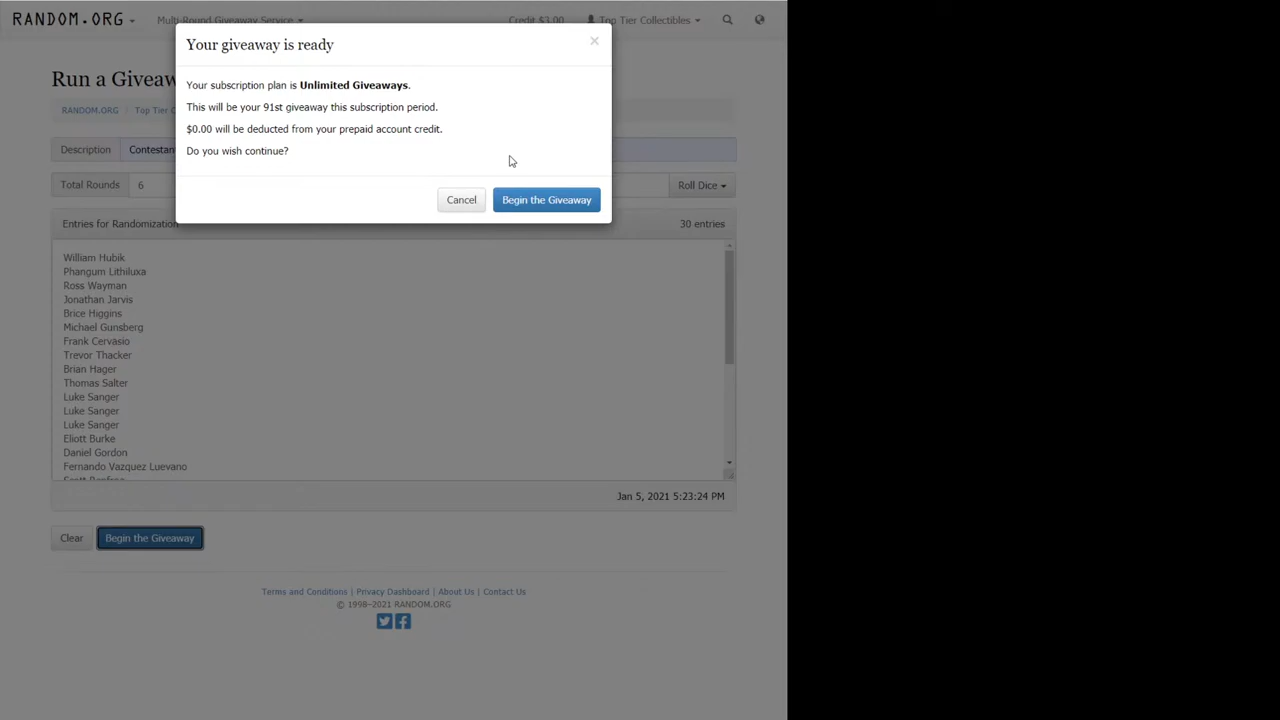 RANDOM.ORG
Multi-Round Giveaway Service
Credit $3.00
Top Tier Collectibles
Your giveaway is ready
×
Your subscription plan is Unlimited Giveaways.
This will be your 91st giveaway this subscription period.
$0.00 will be deducted from your prepaid account credit.
Do you wish continue?
Cancel
Begin the Giveaway
Run a Giveaw
RANDOM.ORG
Top Tier C
Description
Contestant
Total Rounds
6
Roll Dice
Entries for Randomization
30 entries
William Hubik
Phangum Lithiluxa
Ross Wayman
Jonathan Jarvis
Brice Higgins
Michael Gunsberg
Frank Cervasio
Trevor Thacker
Brian Hager
Thomas Salter
Luke Sanger
Luke Sanger
Luke Sanger
Eliott Burke
Daniel Gordon
Fernando Vazquez Luevano
Jan 5, 2021 5:23:24 PM
Clear
Begin the Giveaway
Terms and Conditions | Privacy Dashboard | About Us | Contact Us
© 1998–2021 RANDOM.ORG